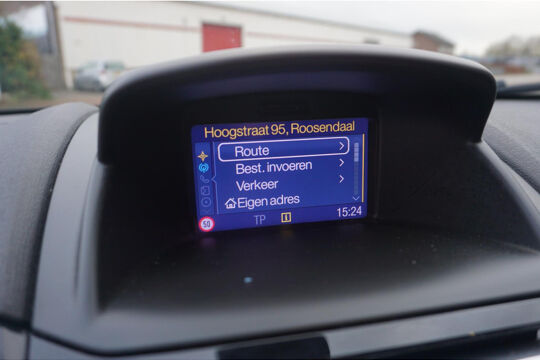 Hoogstraat 95, Roosendaal
Route
Best. invoeren
Verkeer
Eigen adres
50
TP
i
15:24